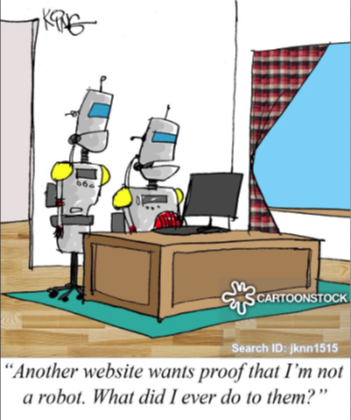 KING
CARTOONSTOCK
Search ID: jknn1515
“Another website wants proof that I’m not
a robot. What did I ever do to them?”